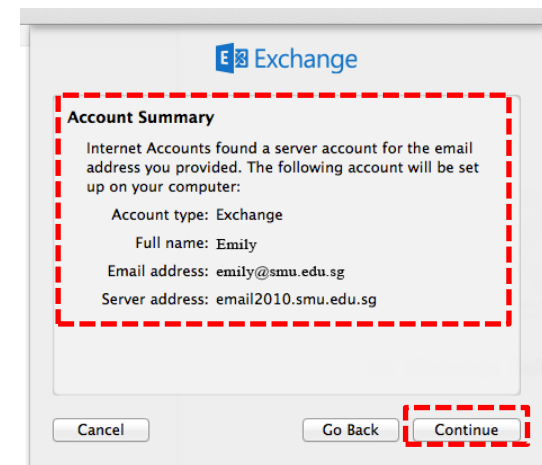 Exchange
Account Summary
Internet Accounts found a server account for the email
address you provided. The following account will be set
up on your computer:
Account type: Exchange
Full name: Emily
Email address: emily@smu.edu.sg
Server address: email2010.smu.edu.sg
Cancel Go Back Continue